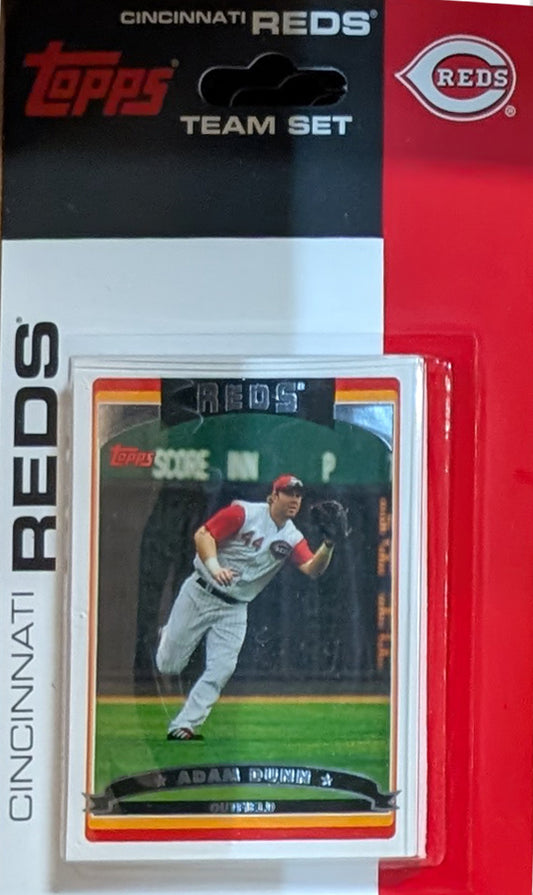 CINCINNATI REDS®
Topps®
TEAM SET
REDS®
CINCINNATI REDS®
REDS®
Topps
SCORE INN P
44
ADAM DUNN
OUTFIELD